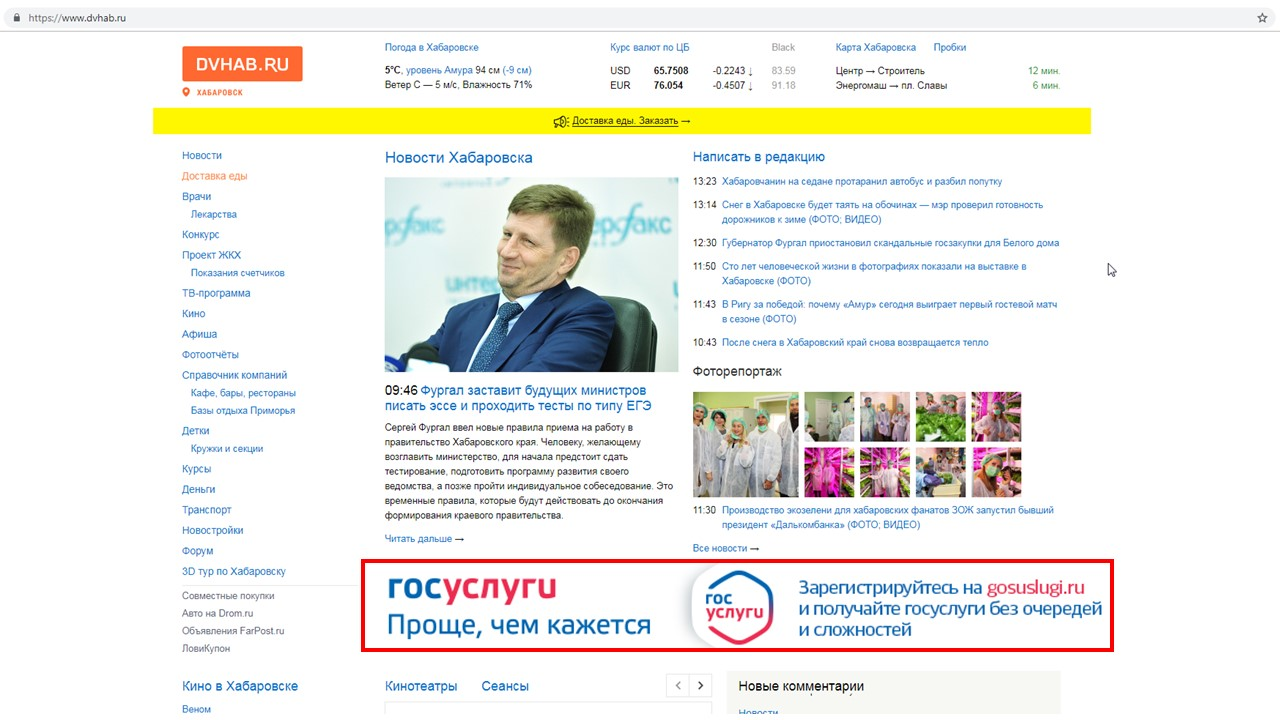 https://www.dvhab.ru
DVHAB.RU
ХАБАРОВСК
Погода в Хабаровске
5°C, уровень Амура 94 см (-9 см)
Ветер С — 5 м/с, Влажность 71%
Курс валют по ЦБ Black
USD 65.7508 -0.2243 ↓ 83.59
EUR 76.054 -0.4507 ↓ 91.18
Карта Хабаровска Пробки
Центр → Строитель 12 мин.
Энергомаш → пл. Славы 6 мин.
Доставка еды. Заказать →
Новости
Доставка еды
Врачи
Лекарства
Конкурс
Проект ЖКХ
Показания счетчиков
ТВ-программа
Кино
Афиша
Фотоотчёты
Справочник компаний
Кафе, бары, рестораны
Базы отдыха Приморья
Детки
Кружки и секции
Курсы
Деньги
Транспорт
Новостройки
Форум
3D тур по Хабаровску
Совместные покупки
Авто на Drom.ru
Объявления FarPost.ru
ЛовиКупон
Новости Хабаровска
09:46 Фургал заставит будущих министров
писать эссе и проходить тесты по типу ЕГЭ
Сергей Фургал ввел новые правила приема на работу в
правительство Хабаровского края. Человеку, желающему
возглавить министерство, для начала предстоит сдать
тестирование, подготовить программу развития своего
ведомства, а позже пройти индивидуальное собеседование. Это
временные правила, которые будут действовать до окончания
формирования краевого правительства.
Читать дальше →
Написать в редакцию
13:23 Хабаровчанин на седане протаранил автобус и разбил попутку
13:14 Снег в Хабаровске будет таять на обочинах — мэр проверил готовность
дорожников к зиме (ФОТО; ВИДЕО)
12:30 Губернатор Фургал приостановил скандальные госзакупки для Белого дома
11:50 Сто лет человеческой жизни в фотографиях показали на выставке в
Хабаровске (ФОТО)
11:43 В Ригу за победой: почему «Амур» сегодня выиграет первый гостевой матч
в сезоне (ФОТО)
10:43 После снега в Хабаровский край снова возвращается тепло
Фоторепортаж
11:30 Производство экозелени для хабаровских фанатов ЗОЖ запустил бывший
президент «Далькомбанка» (ФОТО; ВИДЕО)
Все новости →
госуслуги
Проще, чем кажется
гос
услуги
Зарегистрируйтесь на gosuslugi.ru
и получайте госуслуги без очередей
и сложностей
Кино в Хабаровске
Веном
Кинотеатры Сеансы
Новые комментарии
Новости